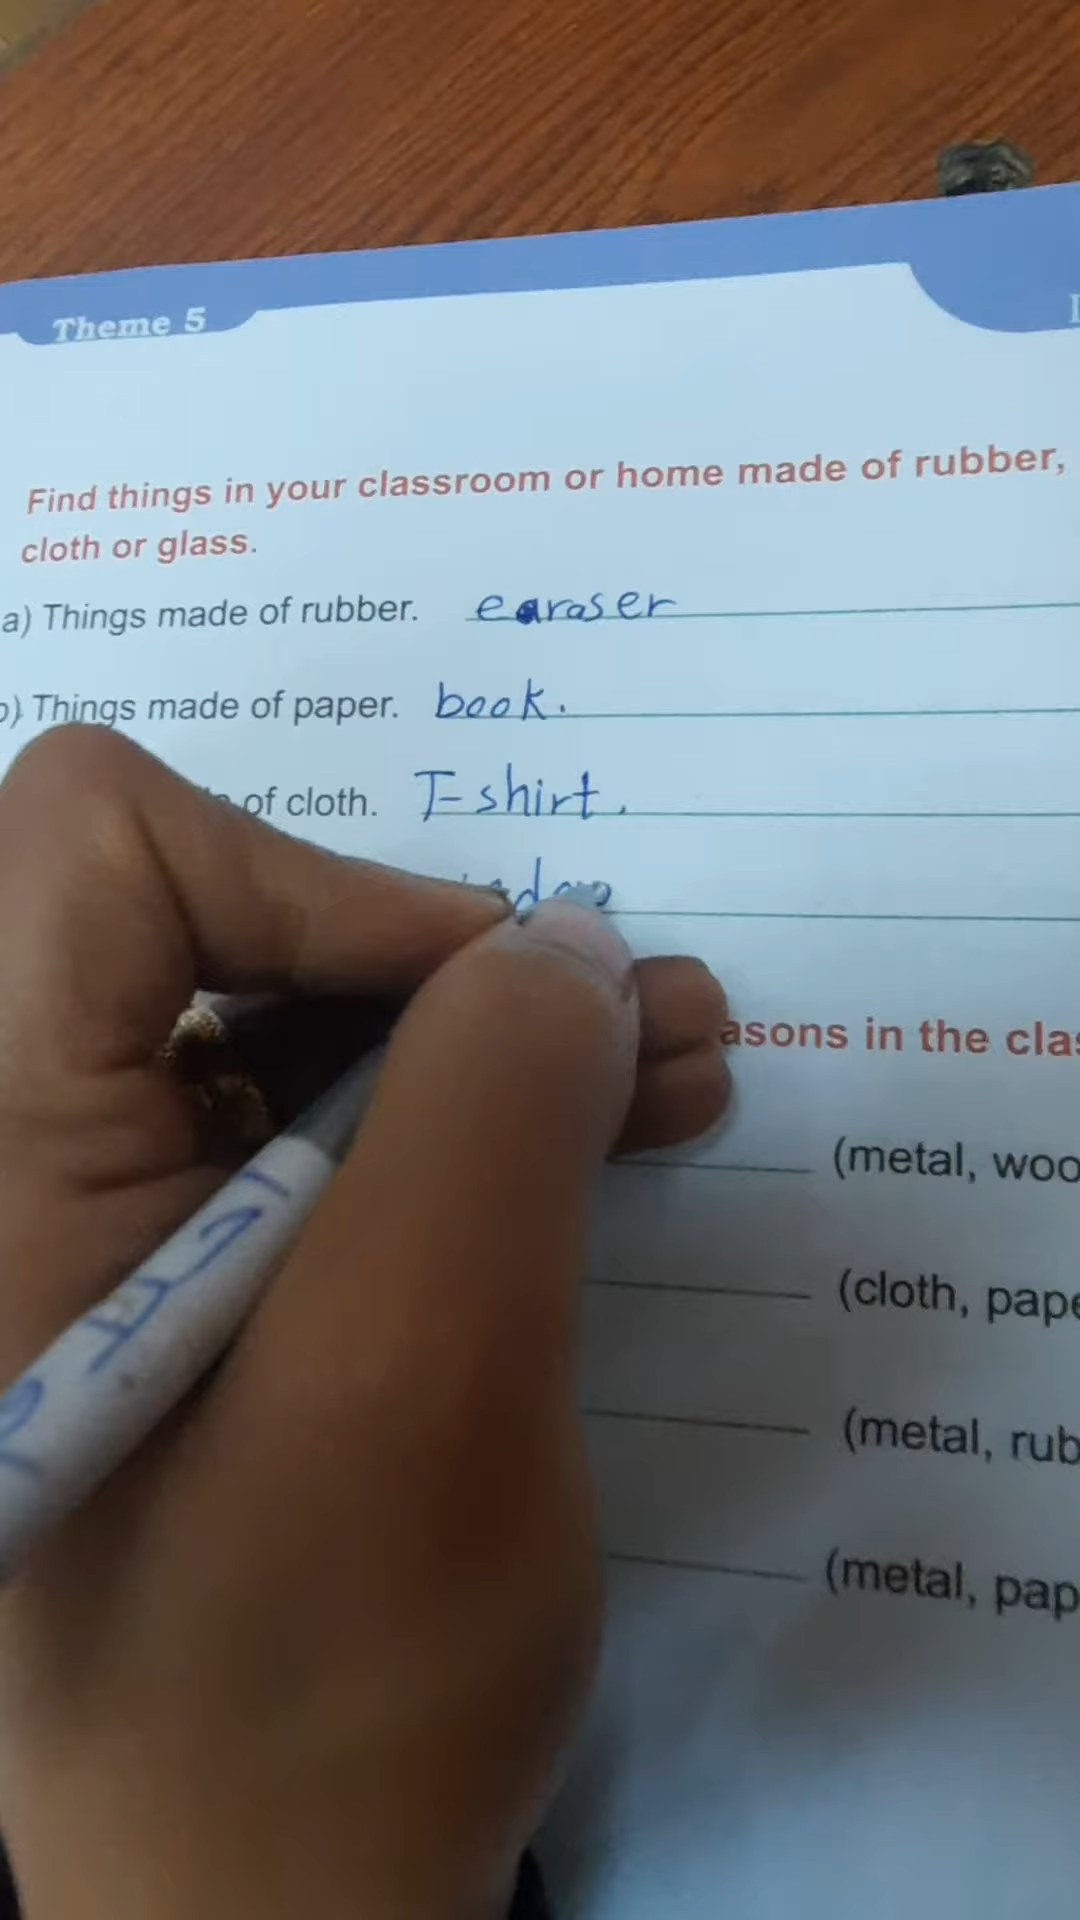 Theme 5
Find things in your classroom or home made of rubber,
cloth or glass.
a) Things made of rubber. earaser
b) Things made of paper. book.
of cloth. T-shirt.
asons in the clas
(metal, woo
(cloth, pape
(metal, rub
(metal, pap